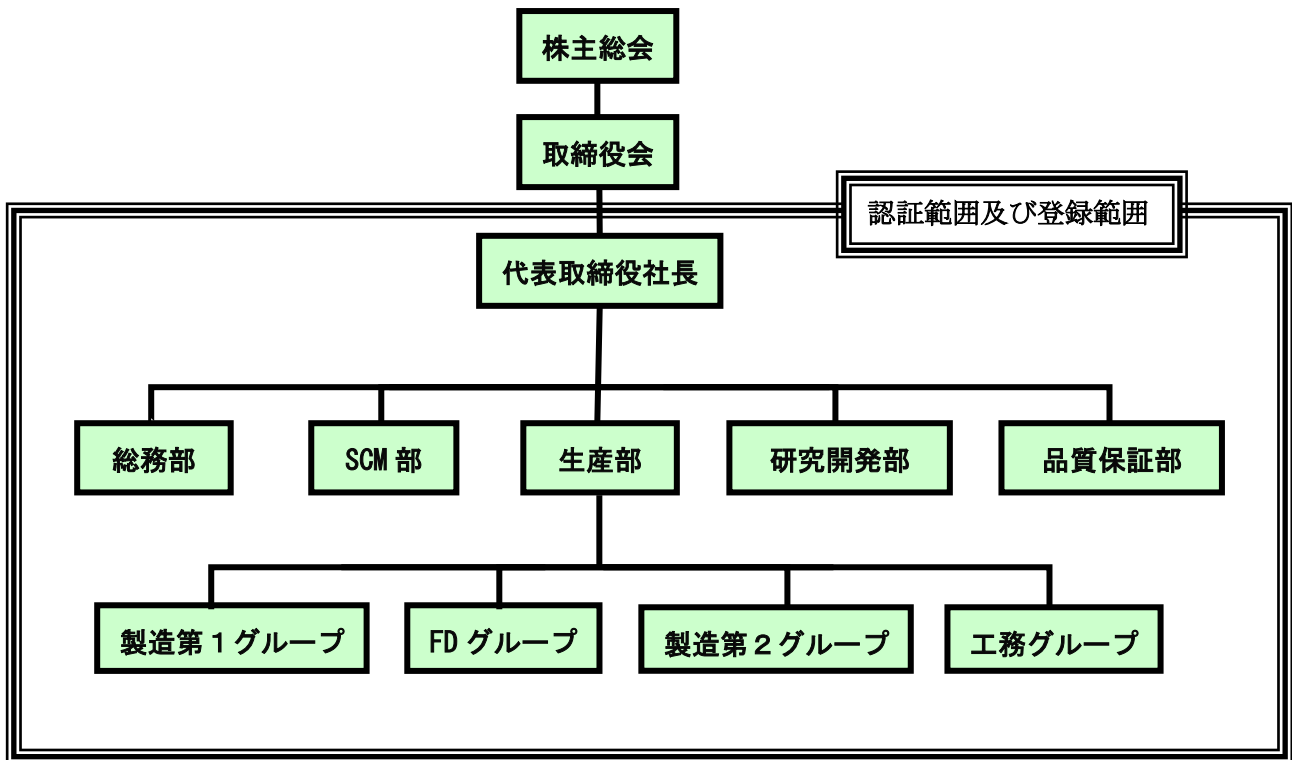 株主総会
取締役会
認証範囲及び登録範囲
代表取締役社長
総務部
SCM 部
生産部
研究開発部
品質保証部
製造第１グループ
FD グループ
製造第２グループ
工務グループ